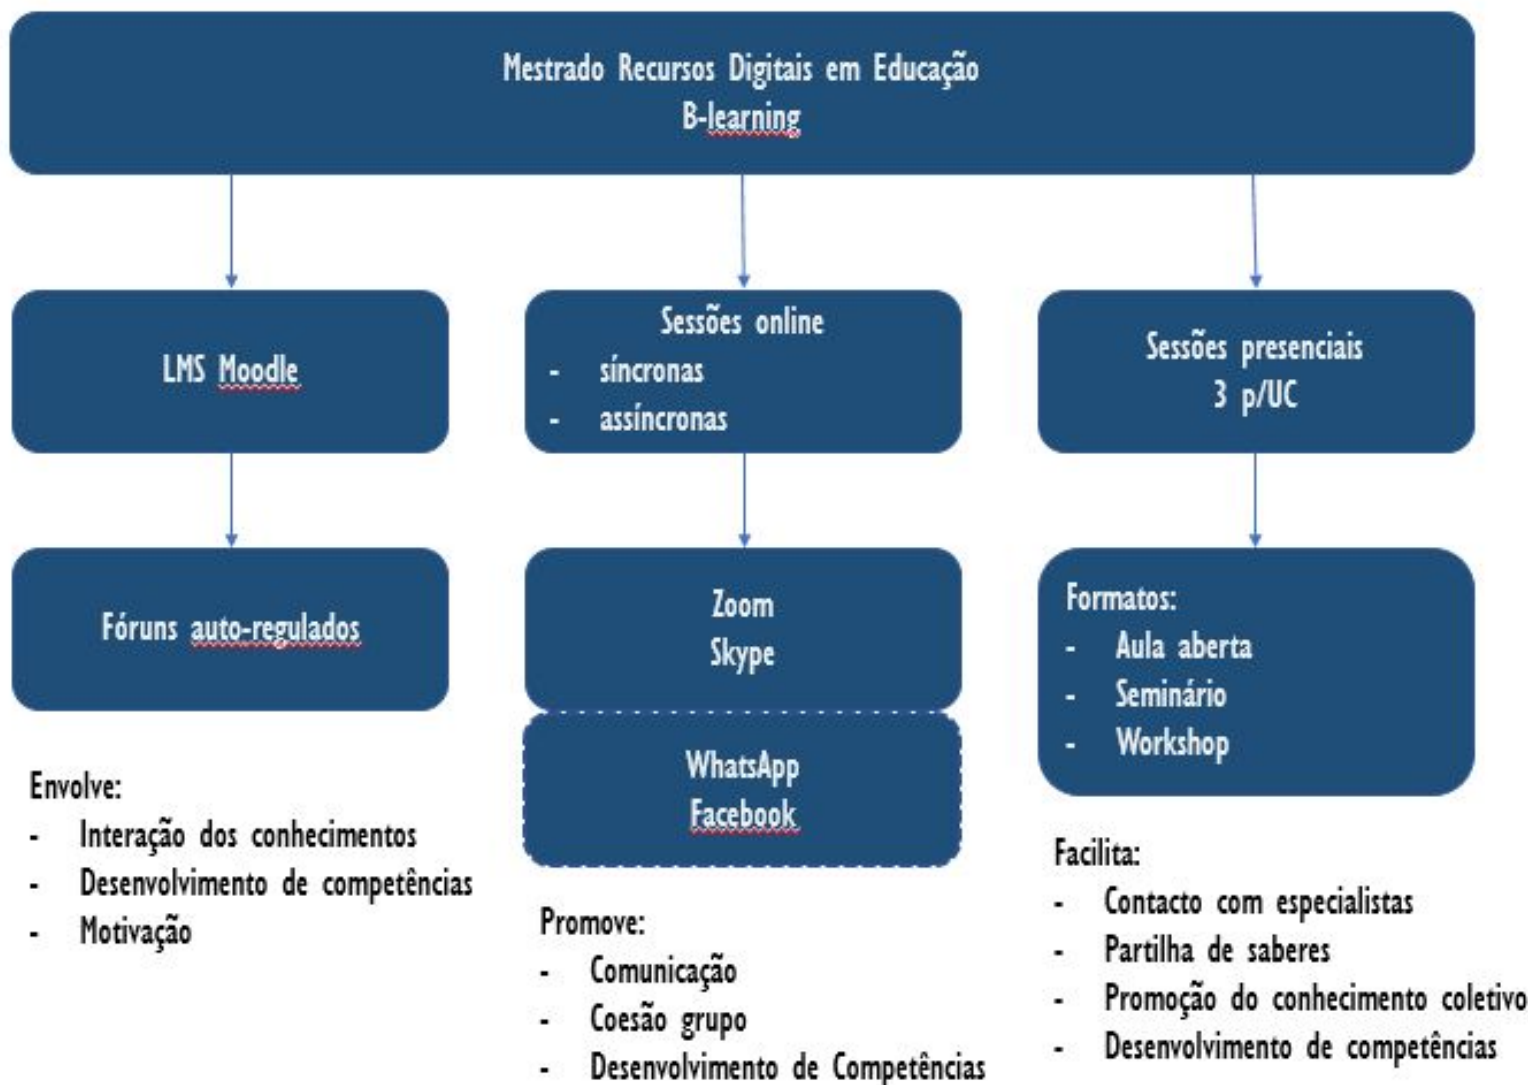 Mestrado Recursos Digitais em Educação
B-learning
LMS Moodle
Sessões online
- síncronas
- assíncronas
Sessões presenciais
3 p/UC
Fóruns auto-regulados
Zoom
Skype
WhatsApp
Facebook
Formatos:
- Aula aberta
- Seminário
- Workshop
Envolve:
- Interação dos conhecimentos
- Desenvolvimento de competências
- Motivação
Promove:
- Comunicação
- Coesão grupo
- Desenvolvimento de Competências
Facilita:
- Contacto com especialistas
- Partilha de saberes
- Promoção do conhecimento coletivo
- Desenvolvimento de competências